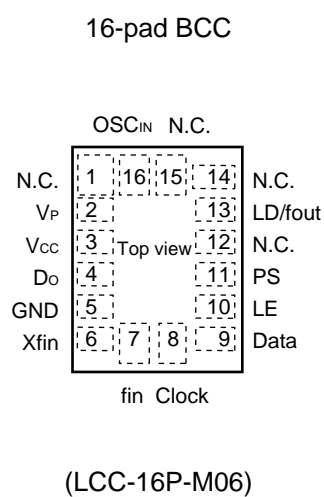 16-pad BCC
OSCIN N.C.
N.C. 1 16 15 14 N.C.
VP 2 13 LD/fout
VCC 3 Top view 12 N.C.
DO 4 11 PS
GND 5 10 LE
Xfin 6 7 8 9 Data
fin Clock
(LCC-16P-M06)